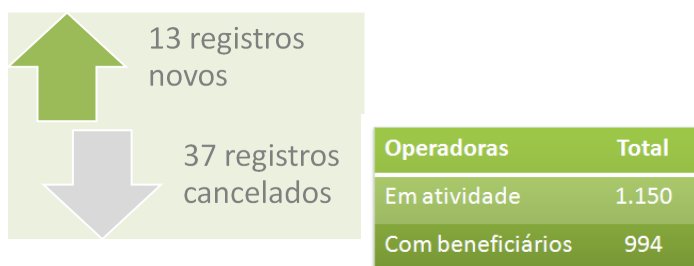 13 registros
novos
37 registros
cancelados
Operadoras Total
Em atividade 1.150
Com beneficiários 994